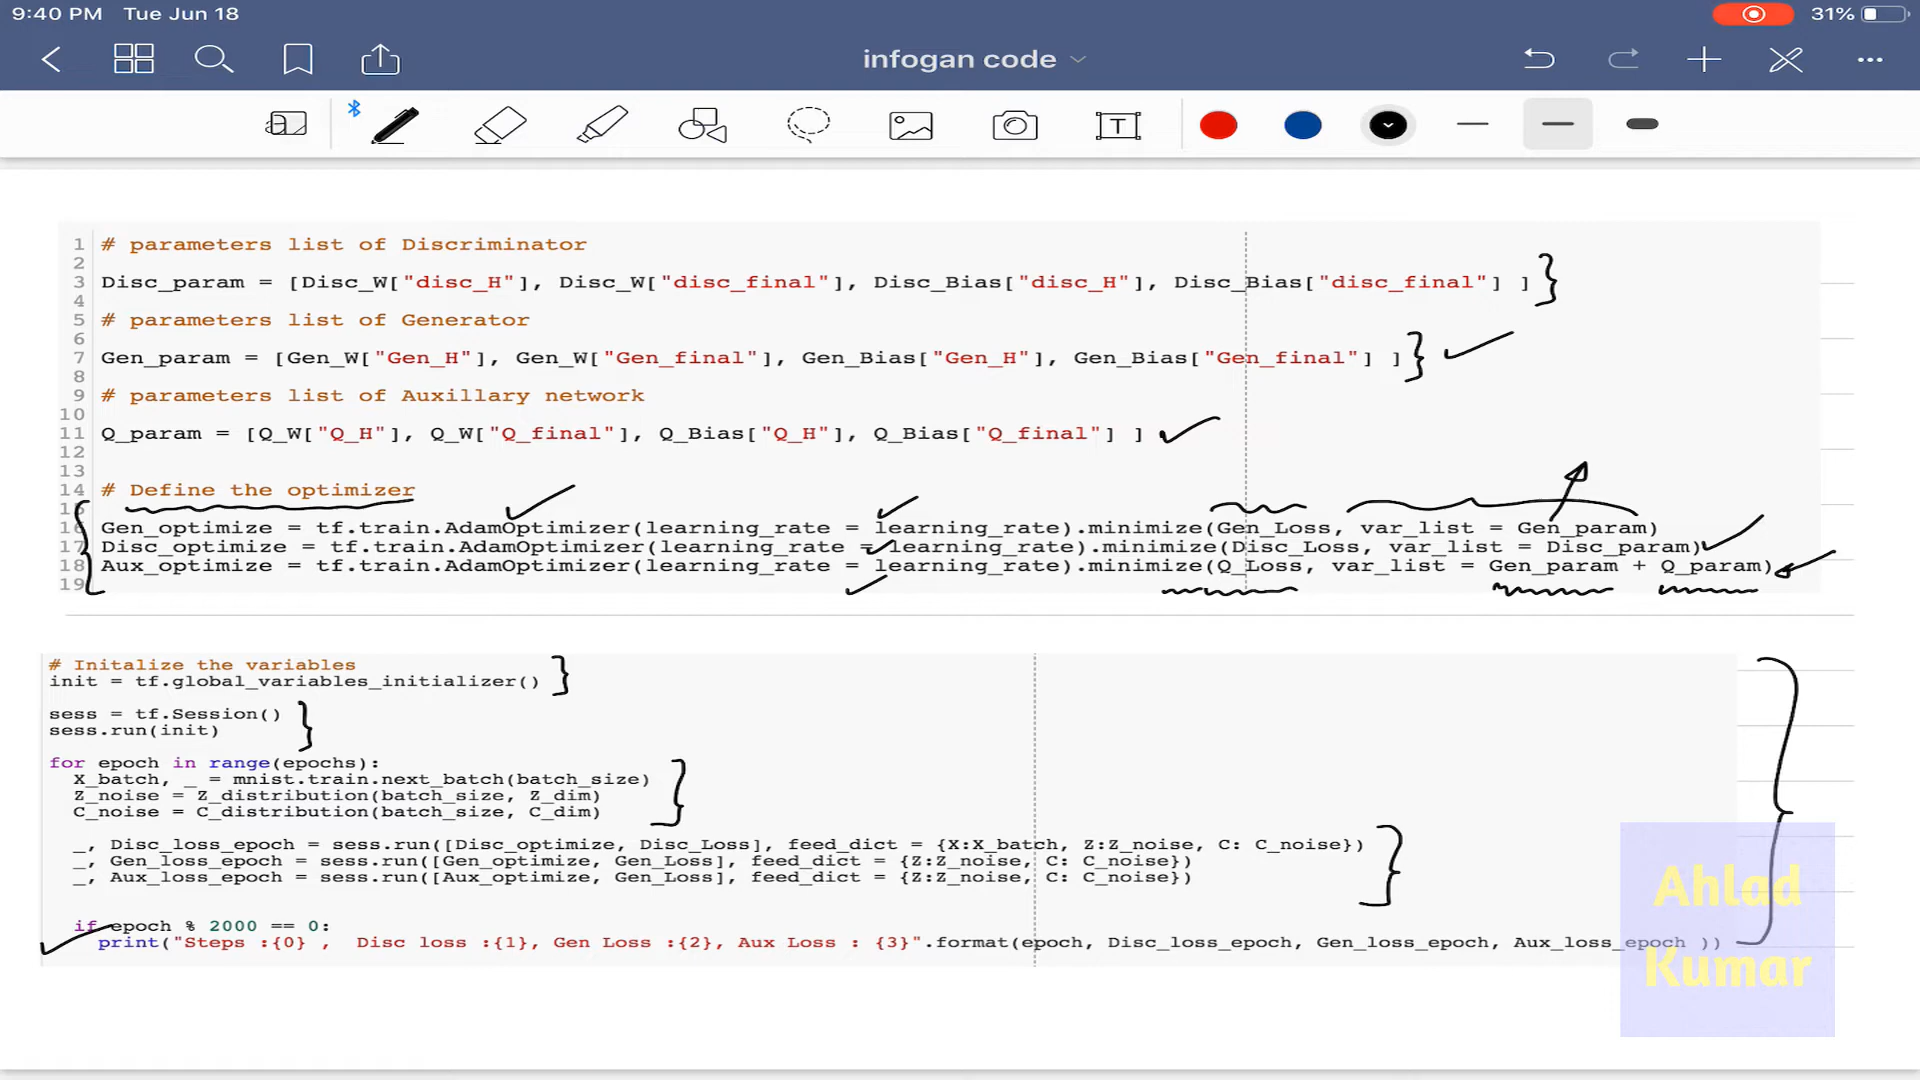 9:40 PM Tue Jun 18
31%
infogan code
T
1 # parameters list of Discriminator
2
3 Disc_param = [Disc_W["disc_H"], Disc_W["disc_final"], Disc_Bias["disc_H"], Disc_Bias["disc_final"] ]
4
5 # parameters list of Generator
6
7 Gen_param = [Gen_W["Gen_H"], Gen_W["Gen_final"], Gen_Bias["Gen_H"], Gen_Bias["Gen_final"] ]
8
9 # parameters list of Auxillary network
10
11 Q_param = [Q_W["Q_H"], Q_W["Q_final"], Q_Bias["Q_H"], Q_Bias["Q_final"] ]
12
13
14 # Define the optimizer
15
16 Gen_optimize = tf.train.AdamOptimizer(learning_rate = learning_rate).minimize(Gen_Loss, var_list = Gen_param)
17 Disc_optimize = tf.train.AdamOptimizer(learning_rate = learning_rate).minimize(Disc_Loss, var_list = Disc_param)
18 Aux_optimize = tf.train.AdamOptimizer(learning_rate = learning_rate).minimize(Q_Loss, var_list = Gen_param + Q_param)
19
# Initalize the variables
init = tf.global_variables_initializer()
sess = tf.Session()
sess.run(init)
for epoch in range(epochs):
X_batch, _ = mnist.train.next_batch(batch_size)
Z_noise = Z_distribution(batch_size, Z_dim)
C_noise = C_distribution(batch_size, C_dim)
_, Disc_loss_epoch = sess.run([Disc_optimize, Disc_Loss], feed_dict = {X:X_batch, Z:Z_noise, C: C_noise})
_, Gen_loss_epoch = sess.run([Gen_optimize, Gen_Loss], feed_dict = {Z:Z_noise, C: C_noise})
_, Aux_loss_epoch = sess.run([Aux_optimize, Gen_Loss], feed_dict = {Z:Z_noise, C: C_noise})
if epoch % 2000 == 0:
print("Steps :{0} ,  Disc loss :{1}, Gen Loss :{2}, Aux Loss : {3}".format(epoch, Disc_loss_epoch, Gen_loss_epoch, Aux_loss_epoch ))
Ahlad
Kumar